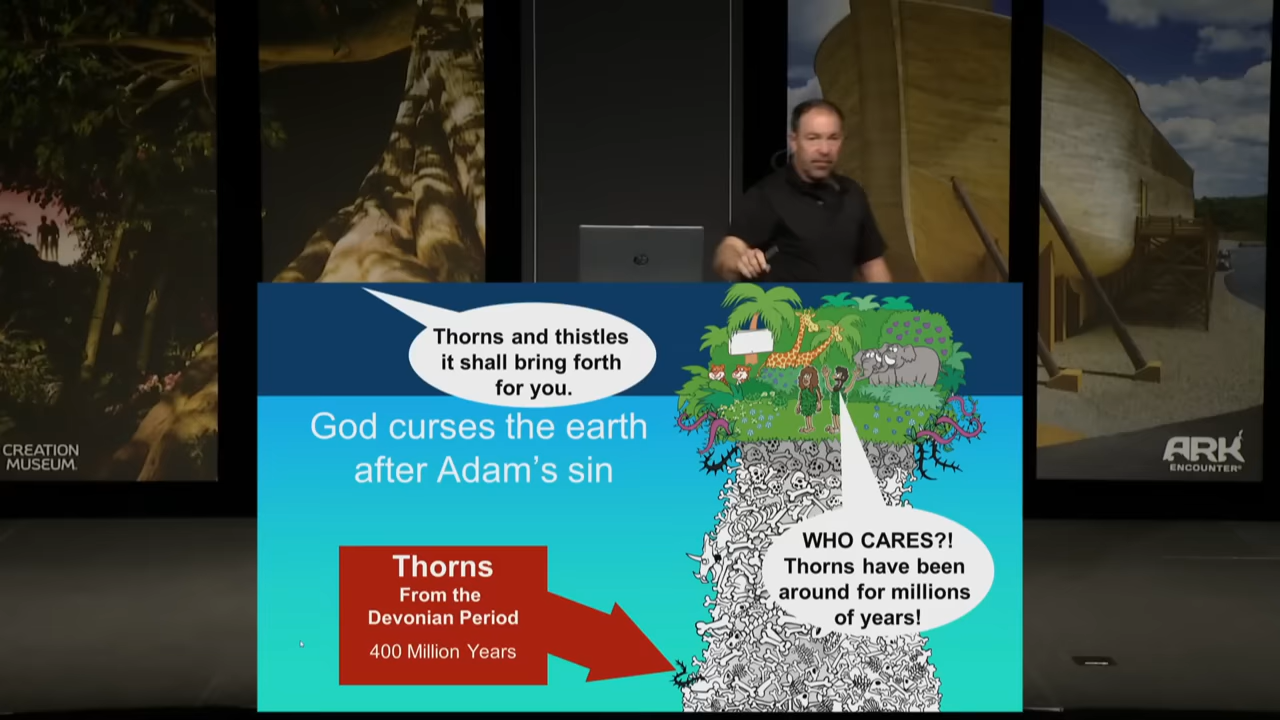 Thorns and thistles
it shall bring forth
for you.
God curses the earth
after Adam's sin
Thorns
From the
Devonian Period
400 Million Years
WHO CARES?!
Thorns have been
around for millions
of years!
CREATION
MUSEUM
ARK
ENCOUNTER
hp